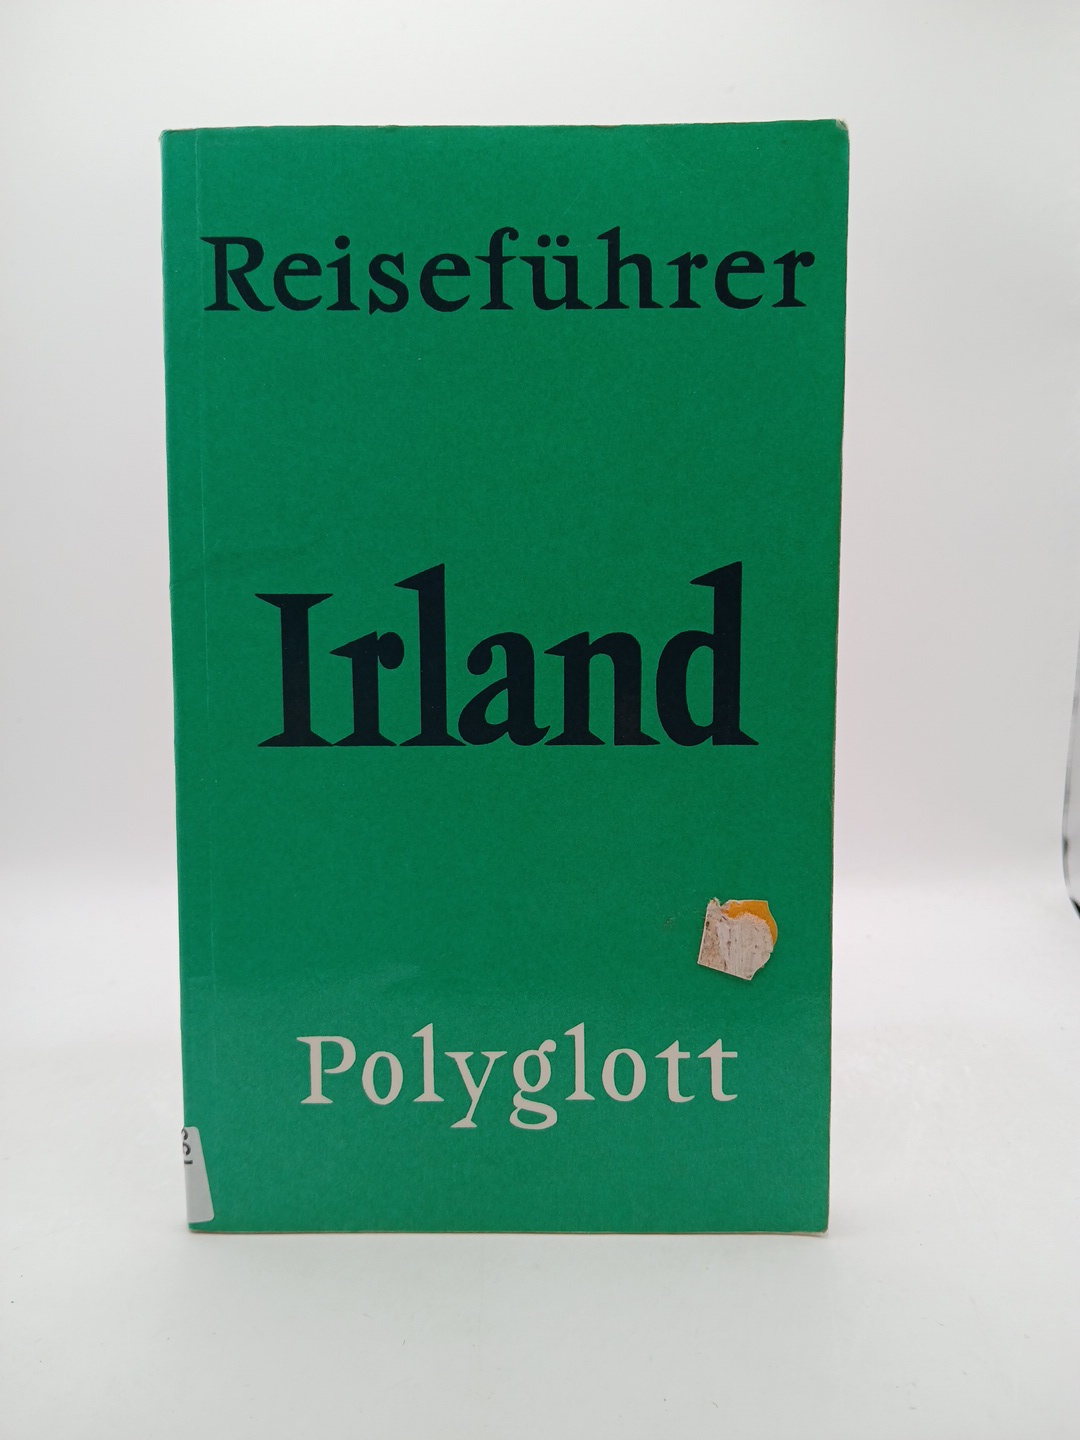 Reiseführer
Irland
Polyglott